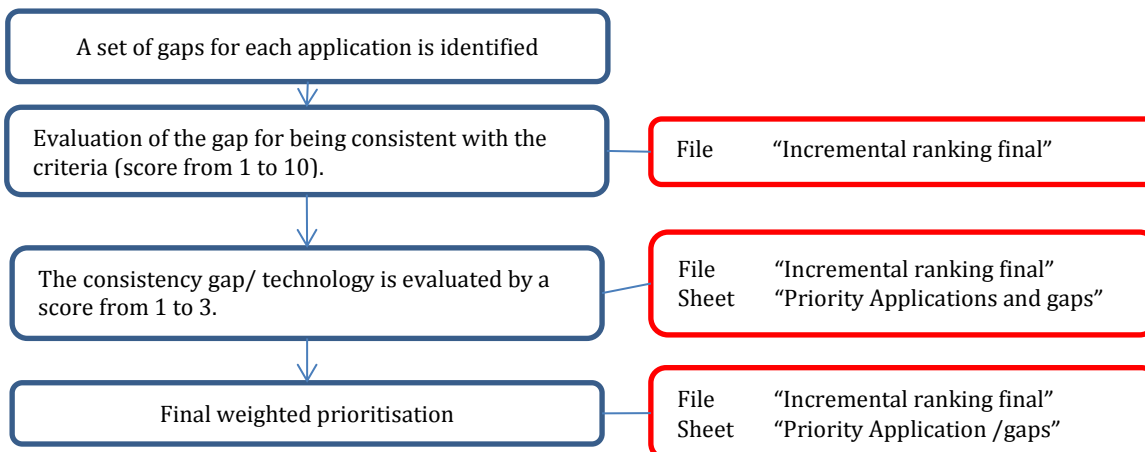 A set of gaps for each application is identified
Evaluation of the gap for being consistent with the
criteria (score from 1 to 10).
File “Incremental ranking final”
The consistency gap/ technology is evaluated by a
score from 1 to 3.
File “Incremental ranking final”
Sheet “Priority Applications and gaps”
Final weighted prioritisation
File “Incremental ranking final”
Sheet “Priority Application /gaps”